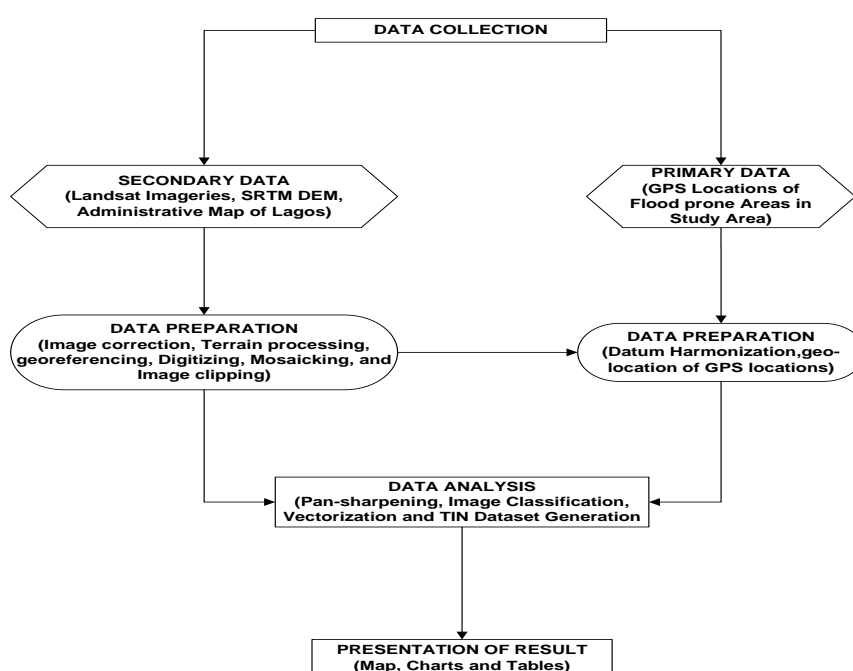 DATA COLLECTION
SECONDARY DATA
(Landsat Imageries, SRTM DEM,
Administrative Map of Lagos)
PRIMARY DATA
(GPS Locations of
Flood prone Areas in
Study Area)
DATA PREPARATION
(Image correction, Terrain processing,
georeferencing, Digitizing, Mosaicking, and
Image clipping)
DATA PREPARATION
(Datum Harmonization,geo-
location of GPS locations)
DATA ANALYSIS
(Pan-sharpening, Image Classification,
Vectorization and TIN Dataset Generation
PRESENTATION OF RESULT
(Map, Charts and Tables)